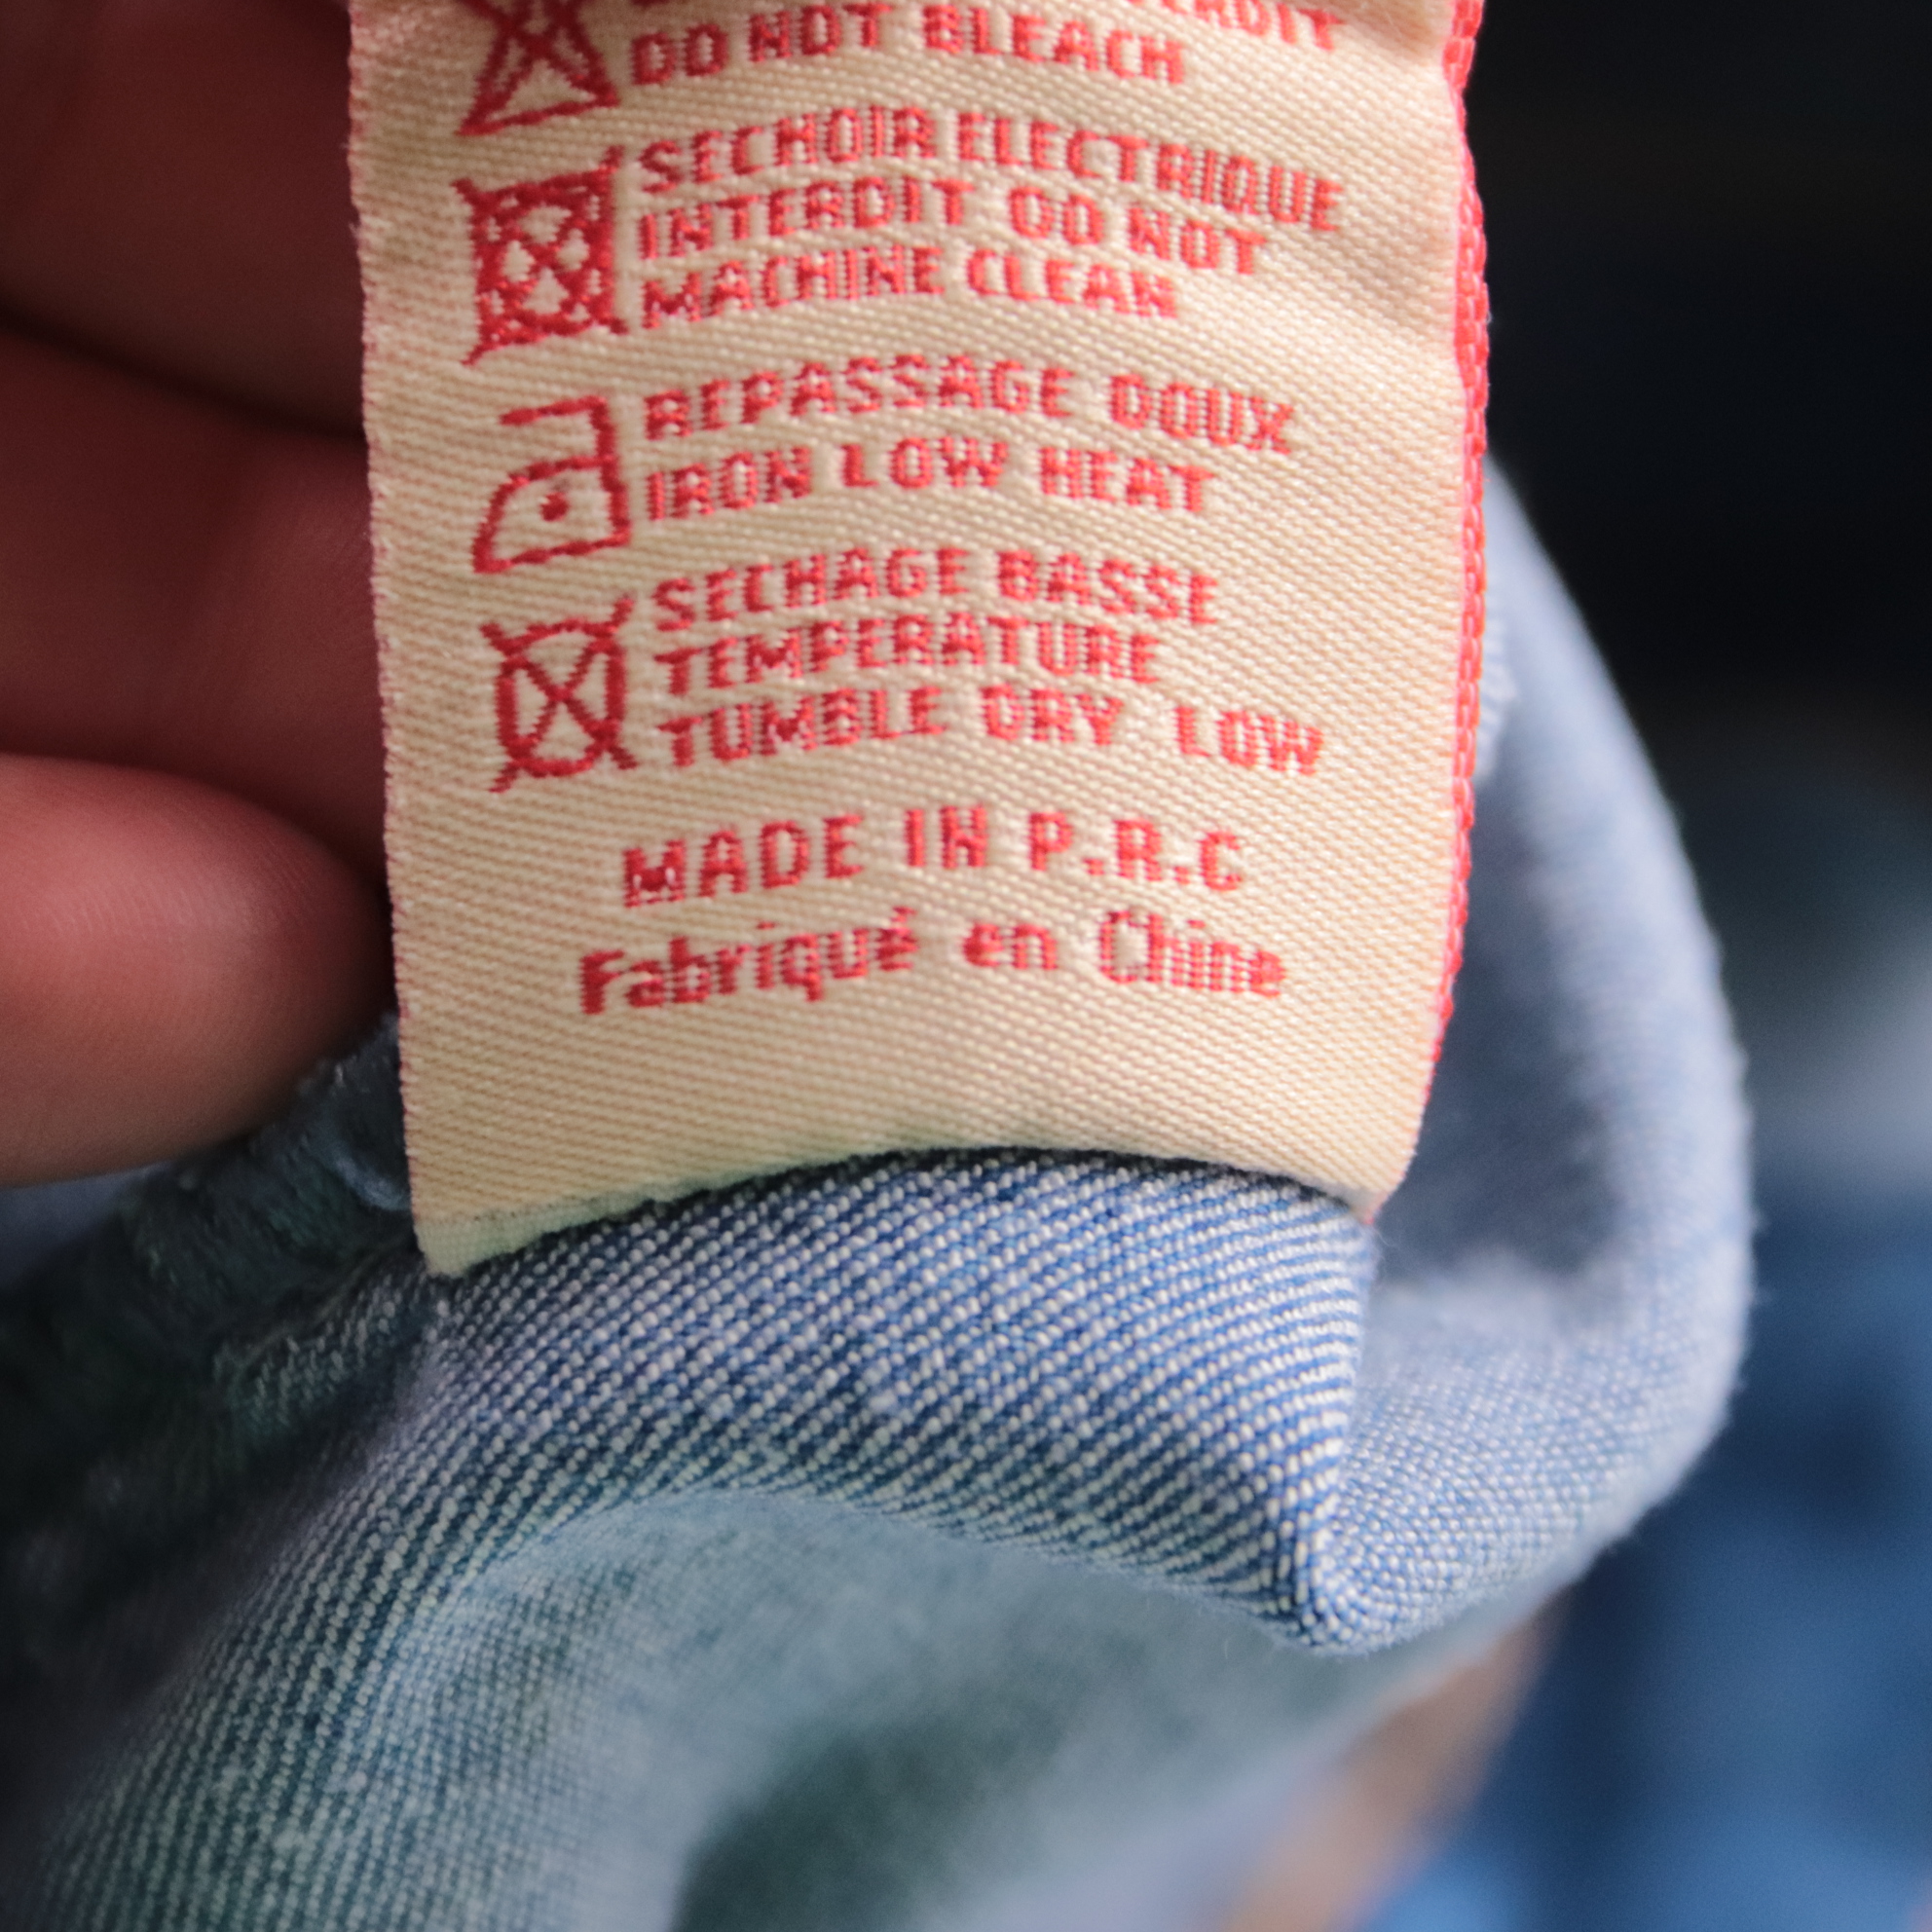 DO NOT BLEACH
SECHOIR ELECTRIQUE
INTERDIT DO NOT
MACHINE CLEAN
REPASSAGE DOUX
IRON LOW HEAT
SECHAGE BASSE
TEMPERATURE
TUMBLE DRY LOW
MADE IN P.R.C
Fabriqué en Chine